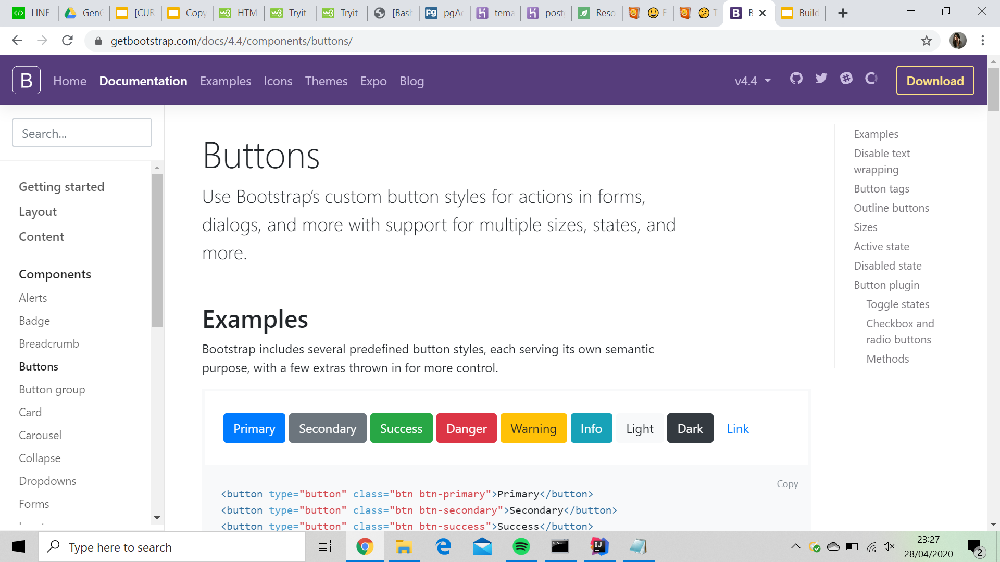 LINE
GenC
[CUR
Copy
HTM
Tryit
Tryit
[Bash
pgAd
tema
post
Reso
E
T
B
Build
getbootstrap.com/docs/4.4/components/buttons/
B
Home
Documentation
Examples
Icons
Themes
Expo
Blog
v4.4
Download
Search...
Getting started
Layout
Content
Components
Alerts
Badge
Breadcrumb
Buttons
Button group
Card
Carousel
Collapse
Dropdowns
Forms
Buttons
Use Bootstrap’s custom button styles for actions in forms,
dialogs, and more with support for multiple sizes, states, and
more.
Examples
Bootstrap includes several predefined button styles, each serving its own semantic
purpose, with a few extras thrown in for more control.
Primary
Secondary
Success
Danger
Warning
Info
Light
Dark
Link
Copy
<button type="button" class="btn btn-primary">Primary</button>
<button type="button" class="btn btn-secondary">Secondary</button>
<button type="button" class="btn btn-success">Success</button>
Examples
Disable text
wrapping
Button tags
Outline buttons
Sizes
Active state
Disabled state
Button plugin
Toggle states
Checkbox and
radio buttons
Methods
Type here to search
23:27
28/04/2020
2